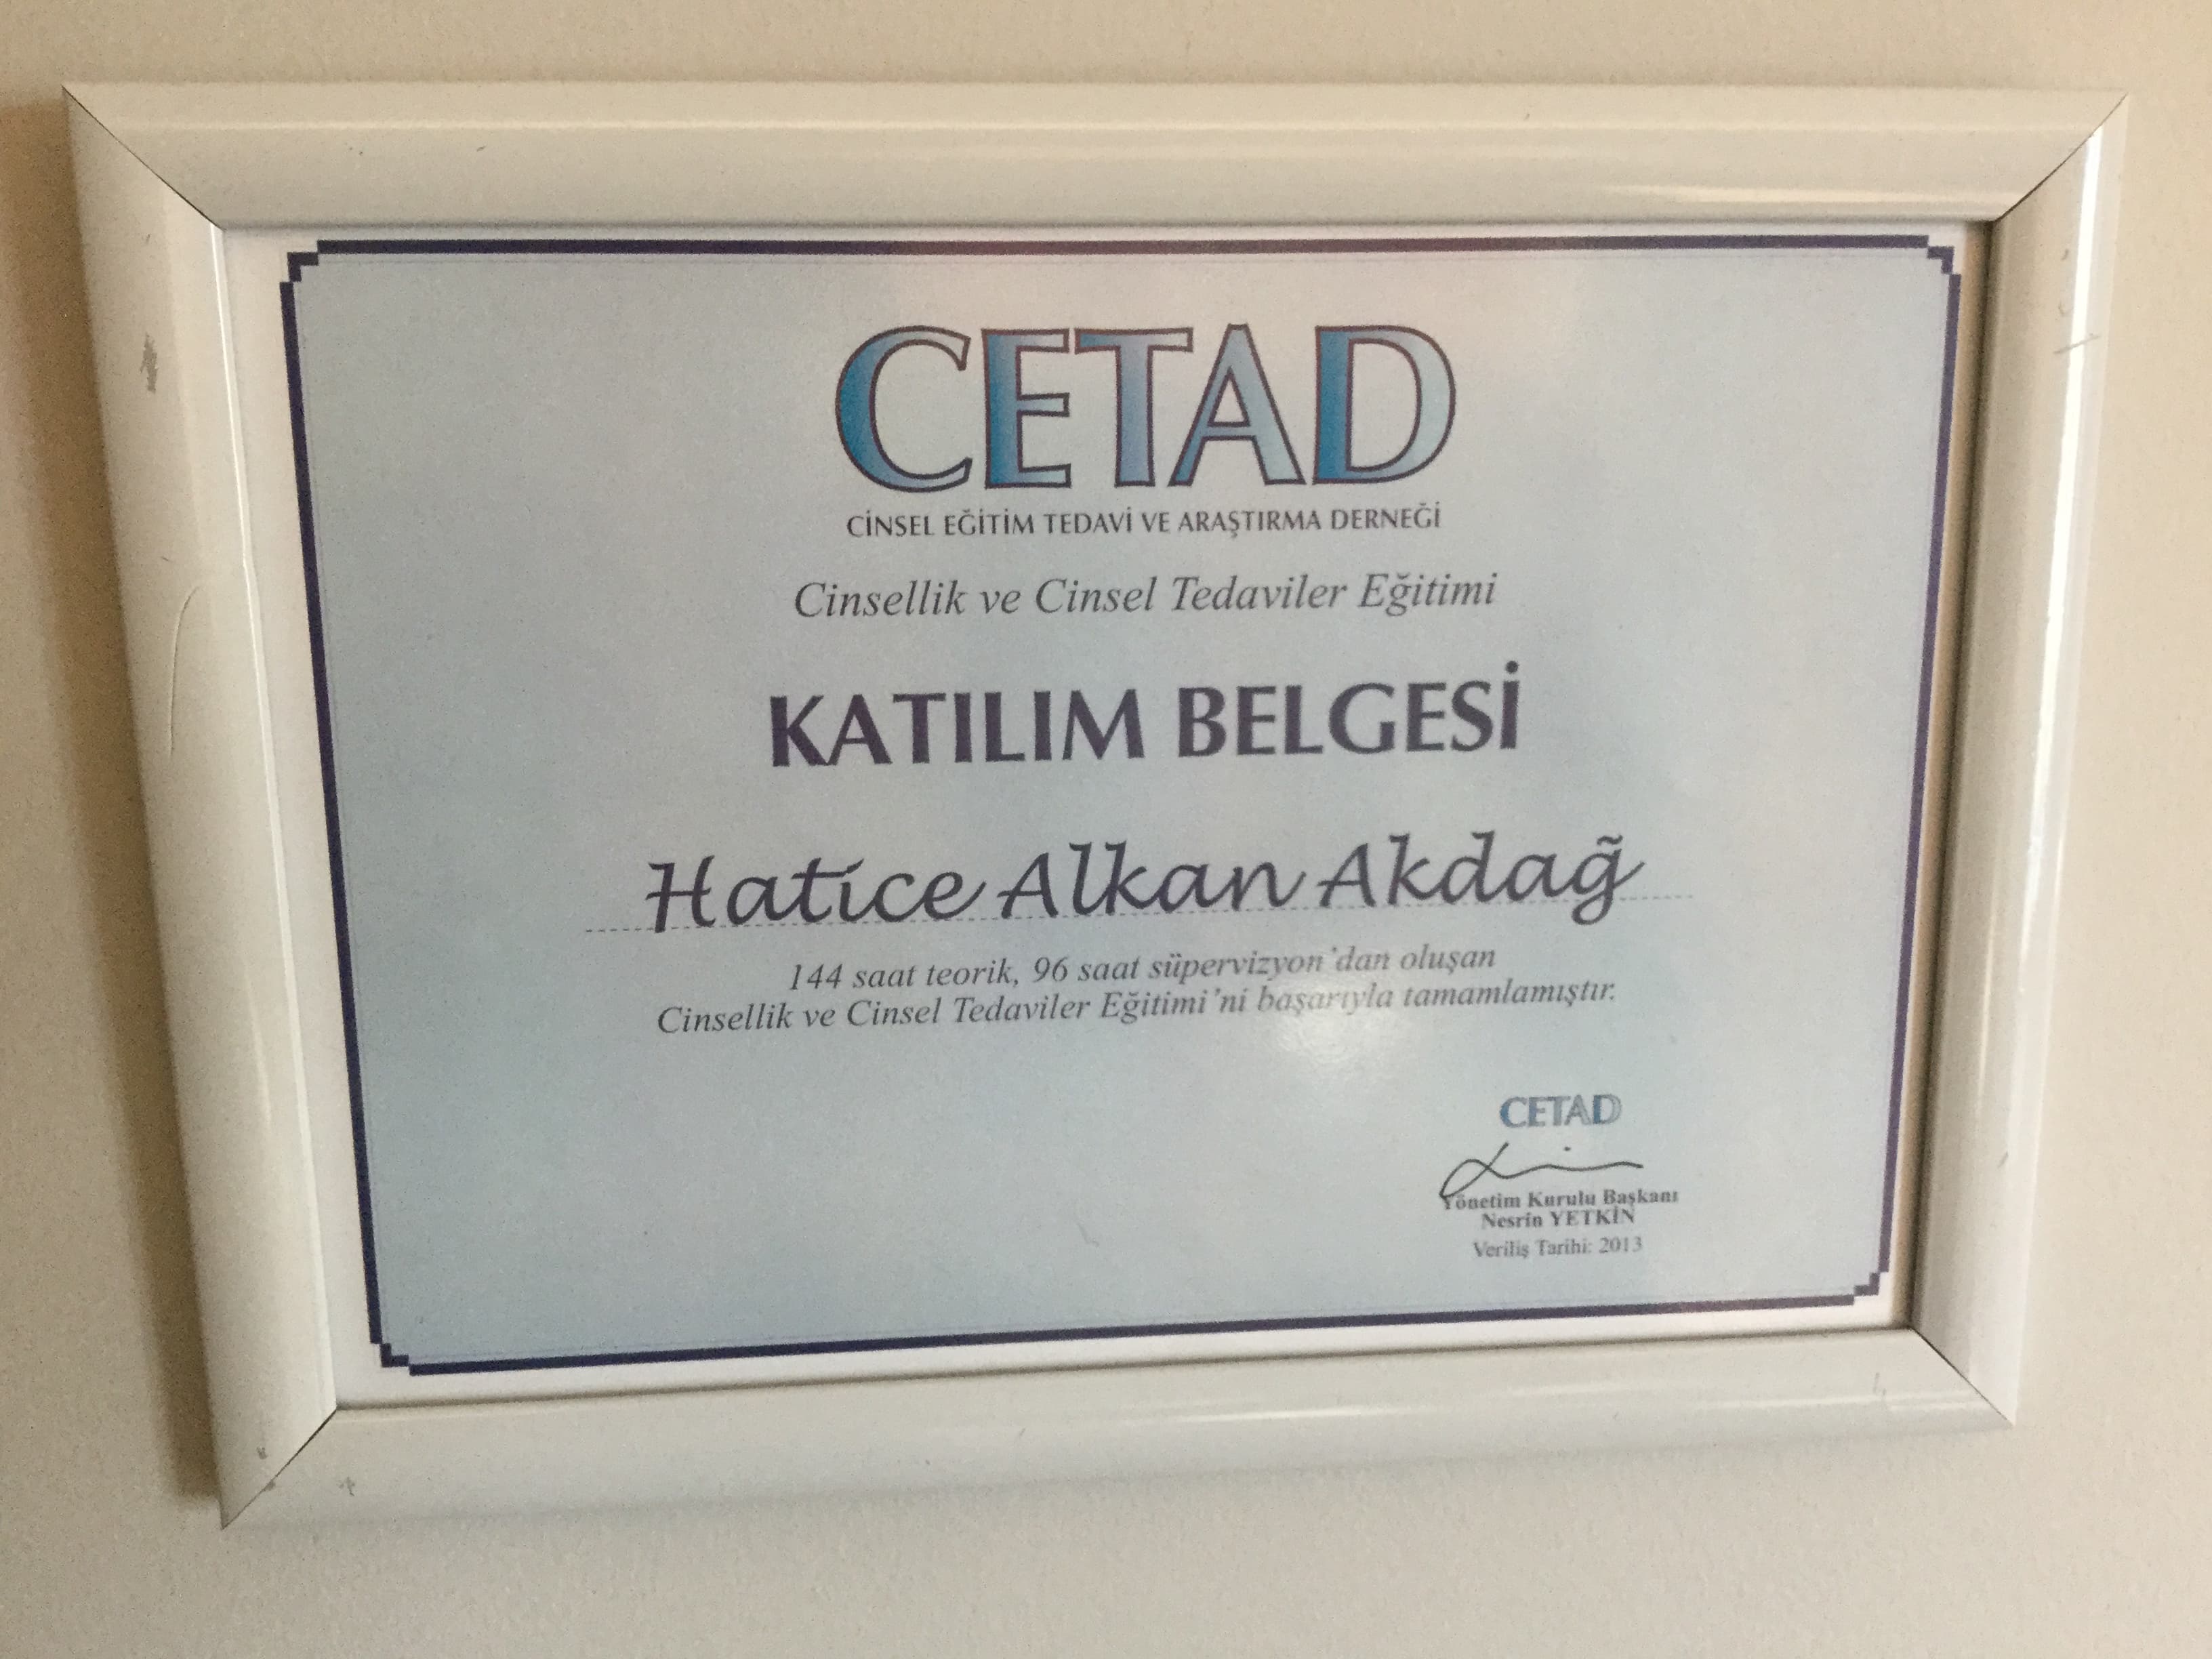 CETAD
CİNSEL EĞİTİM TEDAVİ VE ARAŞTIRMA DERNEĞİ
Cinsellik ve Cinsel Tedaviler Eğitimi
KATILIM BELGESİ
Hatice Alkan Akdağ
144 saat teorik, 96 saat süpervizyon'dan oluşan
Cinsellik ve Cinsel Tedaviler Eğitimi'ni başarıyla tamamlamıştır.
CETAD
Yönetim Kurulu Başkanı
Nesrin YETKİN
Veriliş Tarihi: 2013